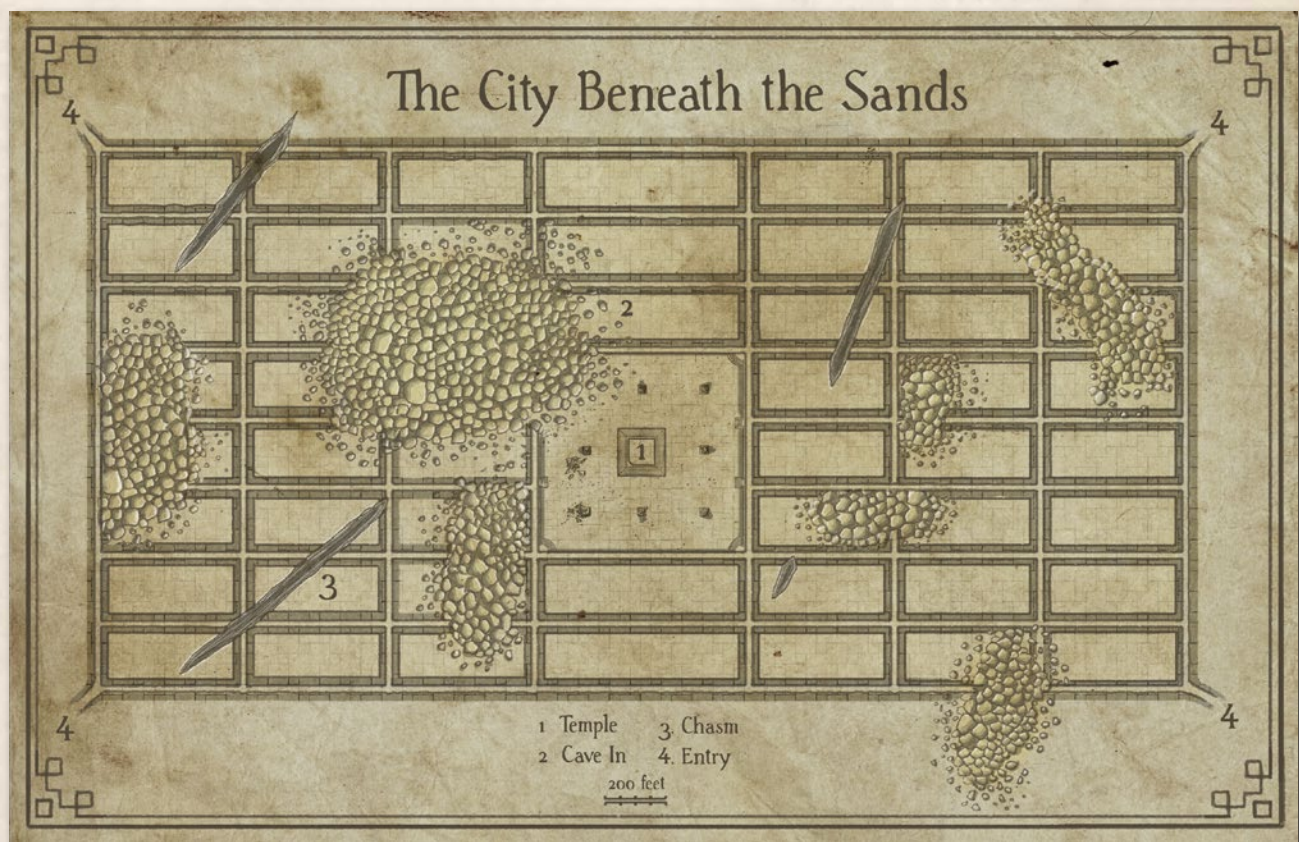 The City Beneath the Sands
4
4
2
1
3
4
4
1 Temple 3. Chasm
2 Cave In 4. Entry
200 feet